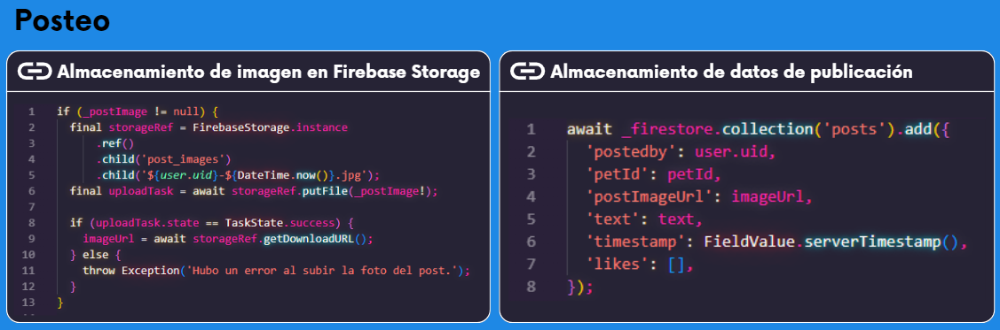 Posteo
Almacenamiento de imagen en Firebase Storage
1 if (_postImage != null) {
2 final storageRef = FirebaseStorage.instance
3 .ref()
4 .child('post_images')
5 .child('${user.uid}-${DateTime.now()}.jpg');
6 final uploadTask = await storageRef.putFile(_postImage!);
7
8 if (uploadTask.state == TaskState.success) {
9 imageUrl = await storageRef.getDownloadURL();
10 } else {
11 throw Exception('Hubo un error al subir la foto del post.');
12 }
13 }
Almacenamiento de datos de publicación
1 await _firestore.collection('posts').add({
2 'postedby': user.uid,
3 'petId': petId,
4 'postImageUrl': imageUrl,
5 'text': text,
6 'timestamp': FieldValue.serverTimestamp(),
7 'likes': [],
8 });